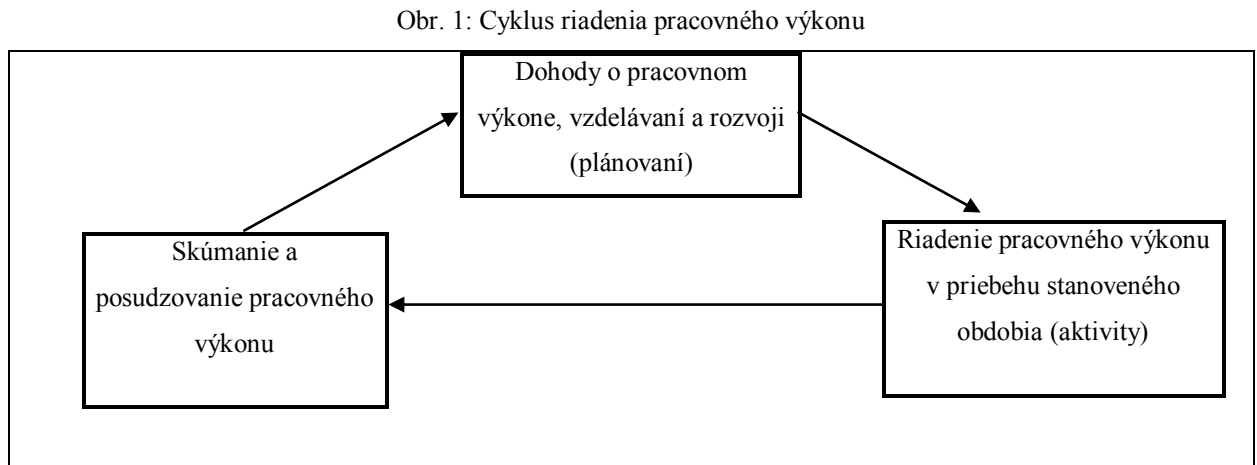 Obr. 1: Cyklus riadenia pracovného výkonu
Dohody o pracovnom
výkone, vzdelávaní a rozvoji
(plánovaní)
Riadenie pracovného výkonu
v priebehu stanoveného
obdobia (aktivity)
Skúmanie a
posudzovanie pracovného
výkonu